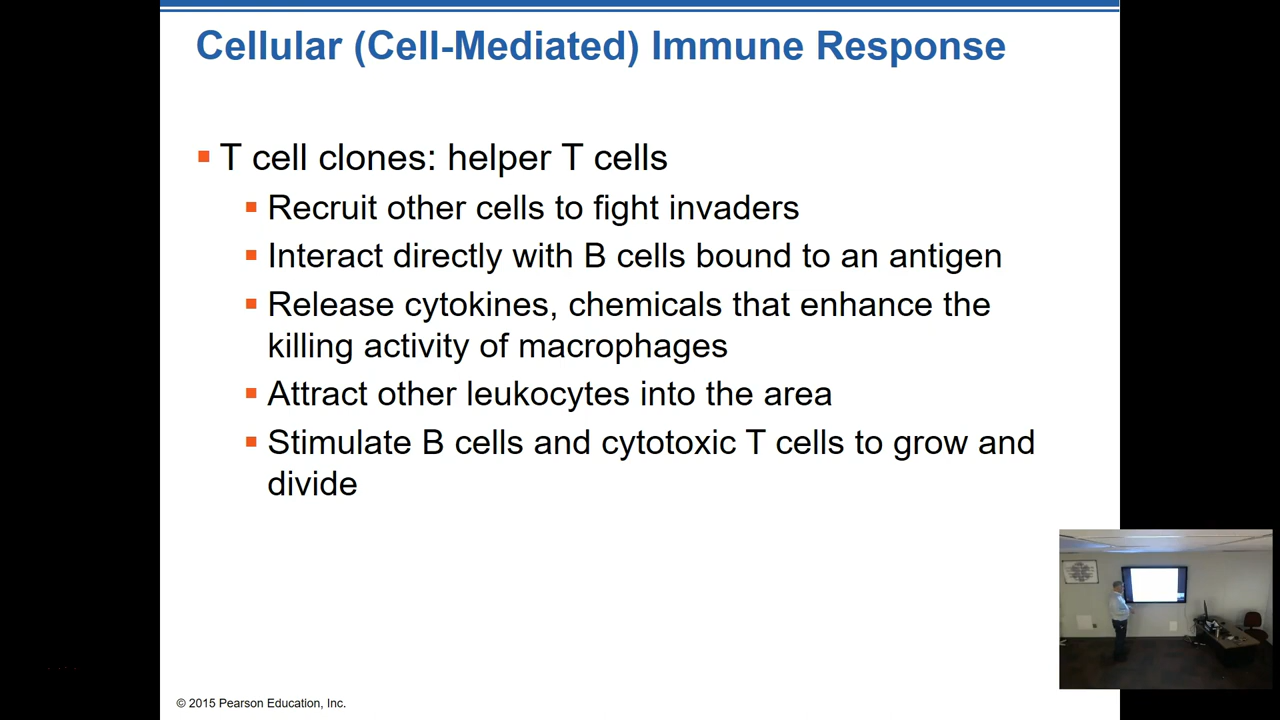 Cellular (Cell-Mediated) Immune Response
T cell clones: helper T cells
Recruit other cells to fight invaders
Interact directly with B cells bound to an antigen
Release cytokines, chemicals that enhance the
killing activity of macrophages
Attract other leukocytes into the area
Stimulate B cells and cytotoxic T cells to grow and
divide
© 2015 Pearson Education, Inc.